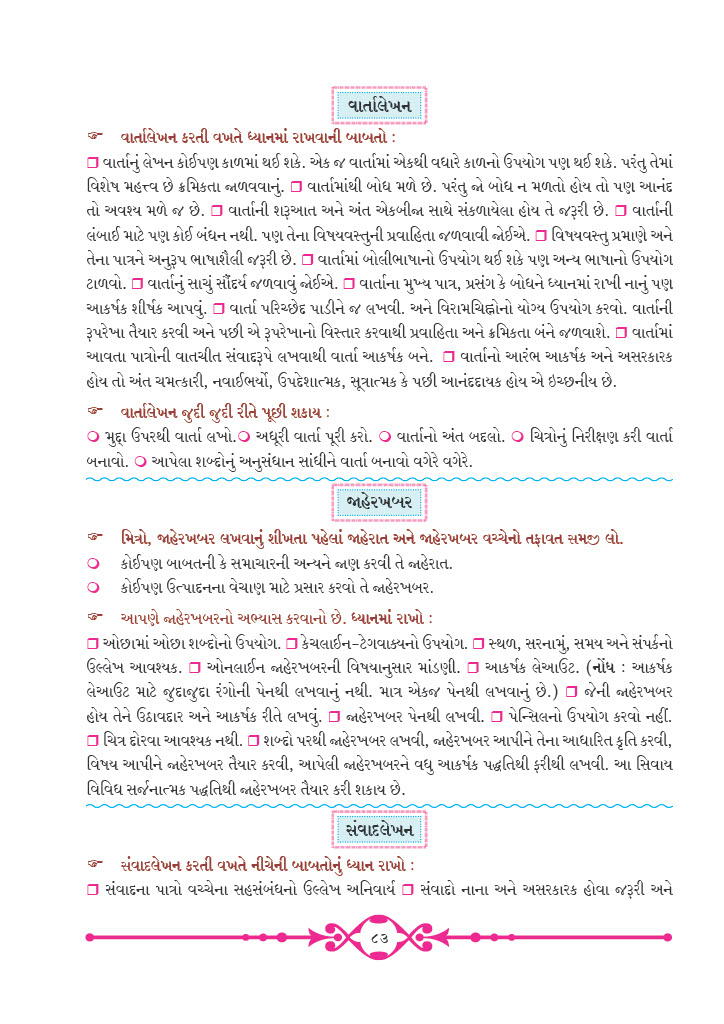 વાર્તાલેખન
☞ વાર્તાલેખન કરતી વખતે ધ્યાનમાં રાખવાની બાબતો :
❒ વાર્તાનું લેખન કોઈપણ કાળમાં થઈ શકે. એક જ વાર્તામાં એકથી વધારે કાળનો ઉપયોગ પણ થઈ શકે. પરંતુ તેમાં
વિશેષ મહત્ત્વ છે ક્રમિકતા જાળવવાનું. ❒ વાર્તામાંથી બોધ મળે છે. પરંતુ જો બોધ ન મળતો હોય તો પણ આનંદ
તો અવશ્ય મળે જ છે. ❒ વાર્તાની શરૂઆત અને અંત એકબીજા સાથે સંકળાયેલા હોય તે જરૂરી છે. ❒ વાર્તાની
લંબાઈ માટે પણ કોઈ બંધન નથી. પણ તેના વિષયવસ્તુની પ્રવાહિતા જળવાવી જોઈએ. ❒ વિષયવસ્તુ પ્રમાણે અને
તેના પાત્રને અનુરૂપ ભાષાશૈલી જરૂરી છે. ❒ વાર્તામાં બોલીભાષાનો ઉપયોગ થઈ શકે પણ અન્ય ભાષાનો ઉપયોગ
ટાળવો. ❒ વાર્તાનું સાચું સૌંદર્ય જળવાવું જોઈએ. ❒ વાર્તાના મુખ્ય પાત્ર, પ્રસંગ કે બોધને ધ્યાનમાં રાખી નાનું પણ
આકર્ષક શીર્ષક આપવું. ❒ વાર્તા પરિચ્છેદ પાડીને જ લખવી. અને વિરામચિહ્નોનો યોગ્ય ઉપયોગ કરવો. વાર્તાની
રૂપરેખા તૈયાર કરવી અને પછી એ રૂપરેખાનો વિસ્તાર કરવાથી પ્રવાહિતા અને ક્રમિકતા બંને જળવાશે. ❒ વાર્તામાં
આવતા પાત્રોની વાતચીત સંવાદરૂપે લખવાથી વાર્તા આકર્ષક બને. ❒ વાર્તાનો આરંભ આકર્ષક અને અસરકારક
હોય તો અંત ચમત્કારી, નવાઈભર્યો, ઉપદેશાત્મક, સૂત્રાત્મક કે પછી આનંદદાયક હોય એ ઇચ્છનીય છે.
☞ વાર્તાલેખન જુદી જુદી રીતે પૂછી શકાય :
❍ મુદ્દા ઉપરથી વાર્તા લખો.❍ અધૂરી વાર્તા પૂરી કરો. ❍ વાર્તાનો અંત બદલો. ❍ ચિત્રોનું નિરીક્ષણ કરી વાર્તા
બનાવો. ❍ આપેલા શબ્દોનું અનુસંધાન સાંધીને વાર્તા બનાવો વગેરે વગેરે.
જાહેરખબર
☞ મિત્રો, જાહેરખબર લખવાનું શીખતા પહેલાં જાહેરાત અને જાહેરખબર વચ્ચેનો તફાવત સમજી લો.
❍ કોઈપણ બાબતની કે સમાચારની અન્યને જાણ કરવી તે જાહેરાત.
❍ કોઈપણ ઉત્પાદનના વેચાણ માટે પ્રસાર કરવો તે જાહેરખબર.
☞ આપણે જાહેરખબરનો અભ્યાસ કરવાનો છે. ધ્યાનમાં રાખો :
❒ ઓછામાં ઓછા શબ્દોનો ઉપયોગ. ❒ કેચલાઈન-ટેગવાક્યનો ઉપયોગ. ❒ સ્થળ, સરનામું, સમય અને સંપર્કનો
ઉલ્લેખ આવશ્યક. ❒ ઓનલાઈન જાહેરખબરની વિષયાનુસાર માંડણી. ❒ આકર્ષક લેઆઉટ. (નોંધ : આકર્ષક
લેઆઉટ માટે જુદાજુદા રંગોની પેનથી લખવાનું નથી. માત્ર એકજ પેનથી લખવાનું છે.) ❒ જેની જાહેરખબર
હોય તેને ઉઠાવદાર અને આકર્ષક રીતે લખવું. ❒ જાહેરખબર પેનથી લખવી. ❒ પેન્સિલનો ઉપયોગ કરવો નહીં.
❒ ચિત્ર દોરવા આવશ્યક નથી. ❒ શબ્દો પરથી જાહેરખબર લખવી, જાહેરખબર આપીને તેના આધારિત કૃતિ કરવી,
વિષય આપીને જાહેરખબર તૈયાર કરવી, આપેલી જાહેરખબરને વધુ આકર્ષક પદ્ધતિથી ફરીથી લખવી. આ સિવાય
વિવિધ સર્જનાત્મક પદ્ધતિથી જાહેરખબર તૈયાર કરી શકાય છે.
સંવાદલેખન
☞ સંવાદલેખન કરતી વખતે નીચેની બાબતોનું ધ્યાન રાખો :
❒ સંવાદના પાત્રો વચ્ચેના સહસંબંધનો ઉલ્લેખ અનિવાર્ય ❒ સંવાદો નાના અને અસરકારક હોવા જરૂરી અને
૮૩